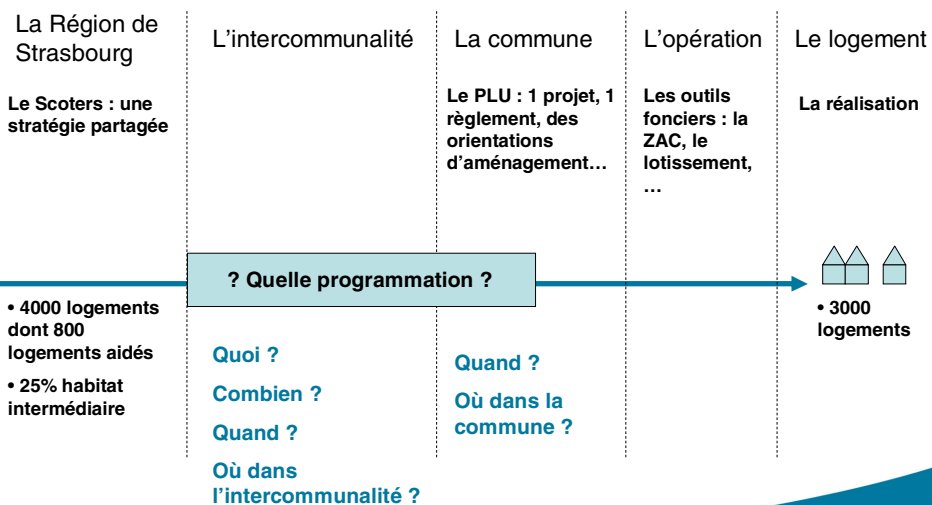 La Région de
Strasbourg
L'intercommunalité
La commune
L'opération
Le logement
Le Scoters : une
stratégie partagée
Le PLU : 1 projet, 1
règlement, des
orientations
d'aménagement…
Les outils
fonciers : la
ZAC, le
lotissement,
…
La réalisation
? Quelle programmation ?
• 4000 logements
dont 800
logements aidés
• 25% habitat
intermédiaire
Quoi ?
Combien ?
Quand ?
Où dans
l'intercommunalité ?
Quand ?
Où dans la
commune ?
• 3000
logements